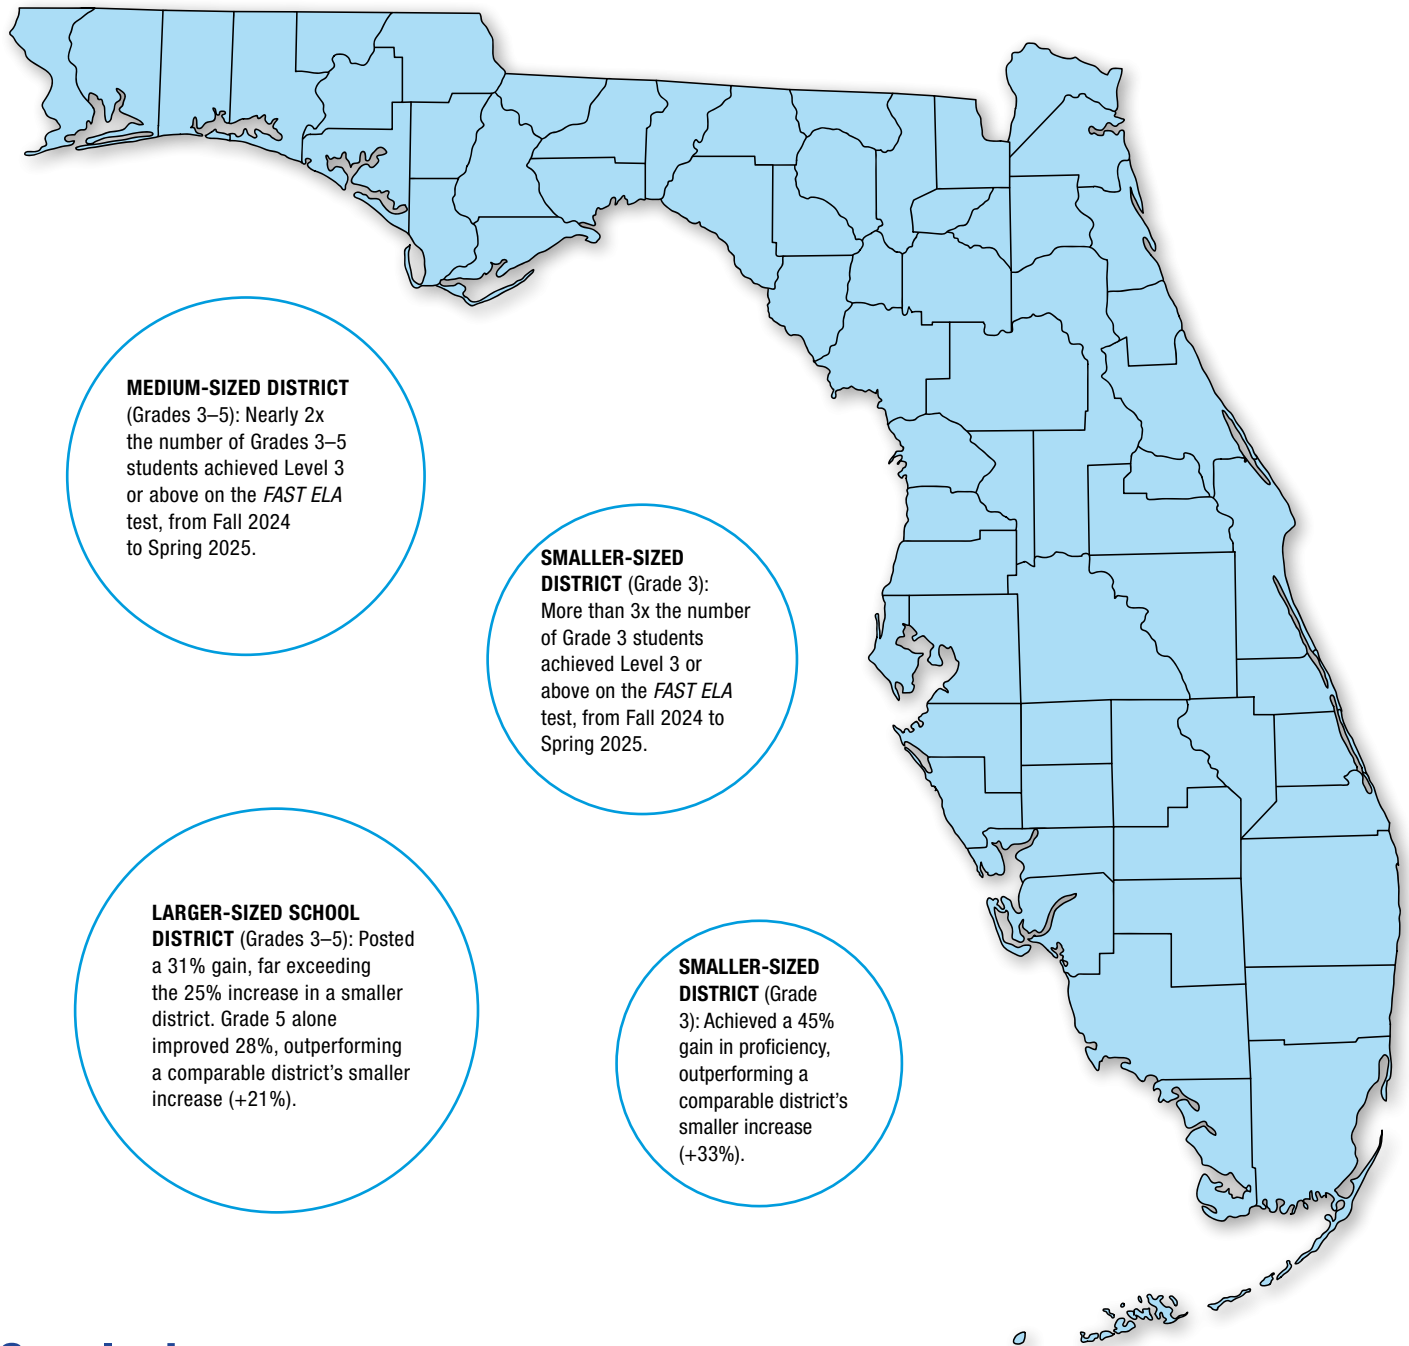 MEDIUM-SIZED DISTRICT
(Grades 3–5): Nearly 2x
the number of Grades 3–5
students achieved Level 3
or above on the FAST ELA
test, from Fall 2024
to Spring 2025.
SMALLER-SIZED
DISTRICT (Grade 3):
More than 3x the number
of Grade 3 students
achieved Level 3 or
above on the FAST ELA
test, from Fall 2024 to
Spring 2025.
LARGER-SIZED SCHOOL
DISTRICT (Grades 3–5): Posted
a 31% gain, far exceeding
the 25% increase in a smaller
district. Grade 5 alone
improved 28%, outperforming
a comparable district’s smaller
increase (+21%).
SMALLER-SIZED
DISTRICT (Grade
3): Achieved a 45%
gain in proficiency,
outperforming a
comparable district’s
smaller increase
(+33%).